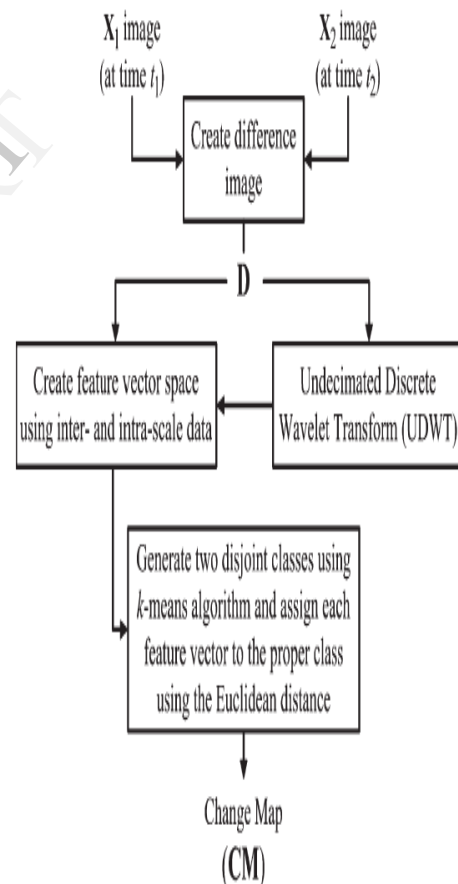 X₁ image
(at time t₁)
X₂ image
(at time t₂)
Create difference
image
D
Create feature vector space
using inter- and intra-scale data
Undecimated Discrete
Wavelet Transform (UDWT)
Generate two disjoint classes using
k-means algorithm and assign each
feature vector to the proper class
using the Euclidean distance
Change Map
(CM)